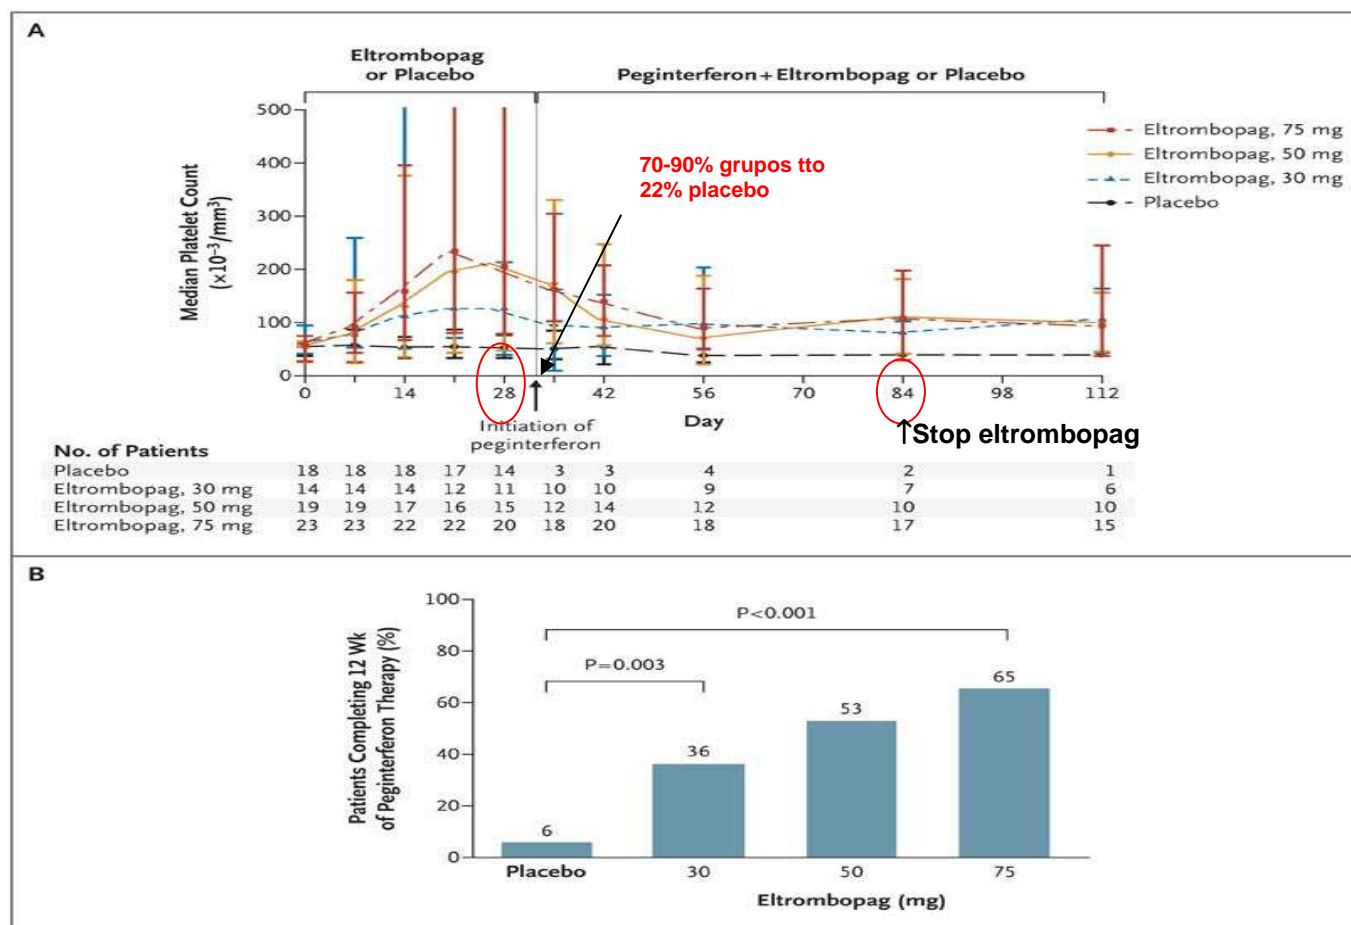 A
Eltrombopag
or Placebo
Peginterferon+Eltrombopag or Placebo
Median Platelet Count
(×10⁻³/mm³)
500
400
300
200
100
0
70-90% grupos tto
22% placebo
Eltrombopag, 75 mg
Eltrombopag, 50 mg
Eltrombopag, 30 mg
Placebo
0 14 28 42 56 70 84 98 112
Day
Initiation of
peginterferon
↑Stop eltrombopag
No. of Patients
Placebo 18 18 18 17 14 3 3 4 2 1
Eltrombopag, 30 mg 14 14 14 12 11 10 10 9 7 6
Eltrombopag, 50 mg 19 19 17 16 15 12 14 12 10 10
Eltrombopag, 75 mg 23 23 22 22 20 18 20 18 17 15
B
Patients Completing 12 Wk
of Peginterferon Therapy (%)
100
80
60
40
20
0
P<0.001
P=0.003
6
36
53
65
Placebo 30 50 75
Eltrombopag (mg)